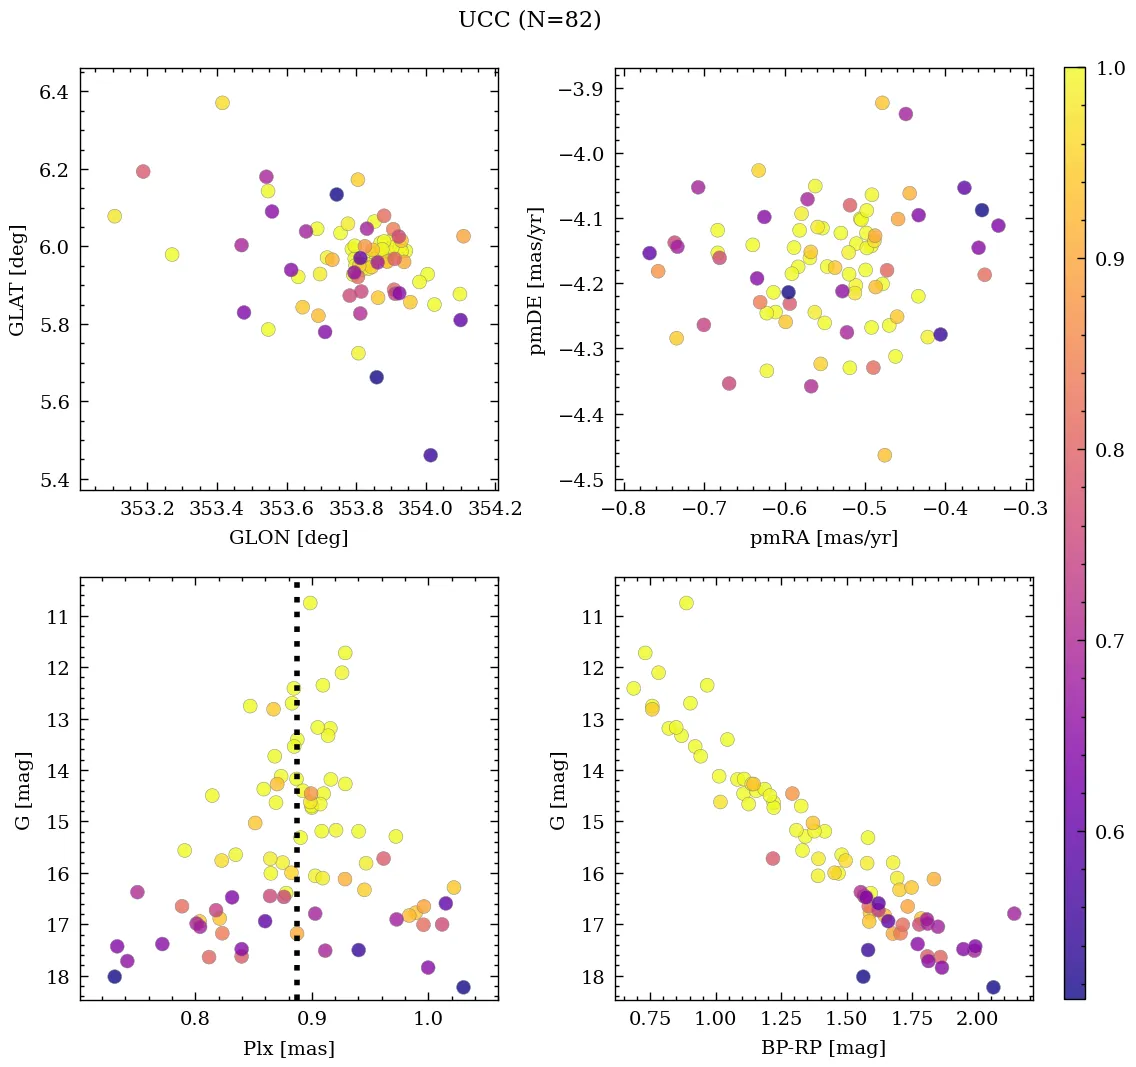 UCC (N=82)
6.4
6.2
6.0
5.8
5.6
5.4
GLAT [deg]
353.2 353.4 353.6 353.8 354.0 354.2
GLON [deg]
−3.9
−4.0
−4.1
−4.2
−4.3
−4.4
−4.5
pmDE [mas/yr]
−0.8 −0.7 −0.6 −0.5 −0.4 −0.3
pmRA [mas/yr]
11
12
13
14
15
16
17
18
G [mag]
0.8 0.9 1.0
Plx [mas]
11
12
13
14
15
16
17
18
G [mag]
0.75 1.00 1.25 1.50 1.75 2.00
BP-RP [mag]
1.0
0.9
0.8
0.7
0.6